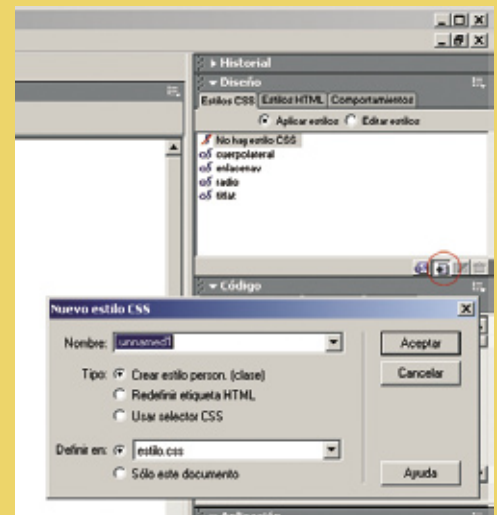 Historial
Diseño
Estilos CSS Estilos HTML Comportamientos
Aplicar estilos Editar estilos
No hay estilo CSS
cuerpolateral
enlacenav
radio
titlat
Código
Nuevo estilo CSS
Nombre: unnamed1
Aceptar
Tipo: Crear estilo person. (clase)
Cancelar
Redefinir etiqueta HTML
Usar selector CSS
Definir en: estilo.css
Sólo este documento
Ayuda